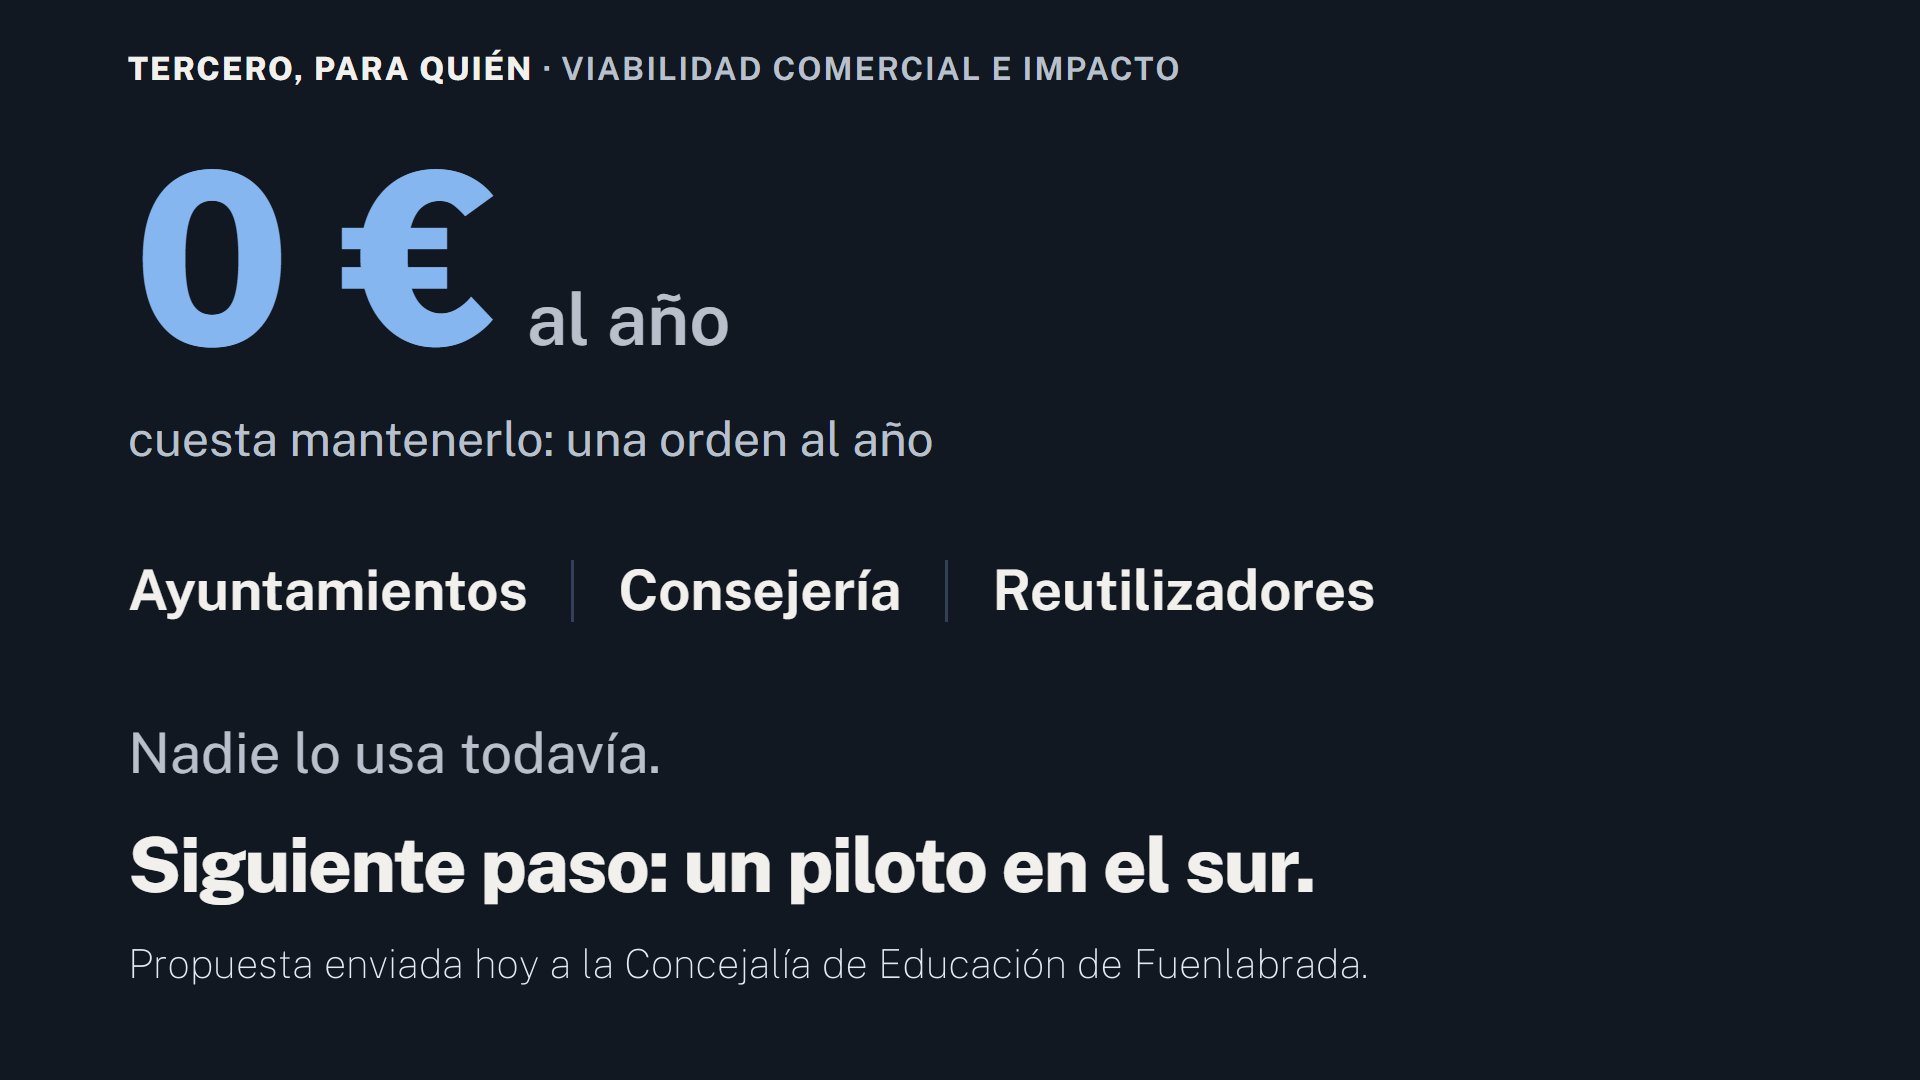 TERCERO, PARA QUIÉN · VIABILIDAD COMERCIAL E IMPACTO
0 € al año
cuesta mantenerlo: una orden al año
Ayuntamientos | Consejería | Reutilizadores
Nadie lo usa todavía.
Siguiente paso: un piloto en el sur.
Propuesta enviada hoy a la Concejalía de Educación de Fuenlabrada.